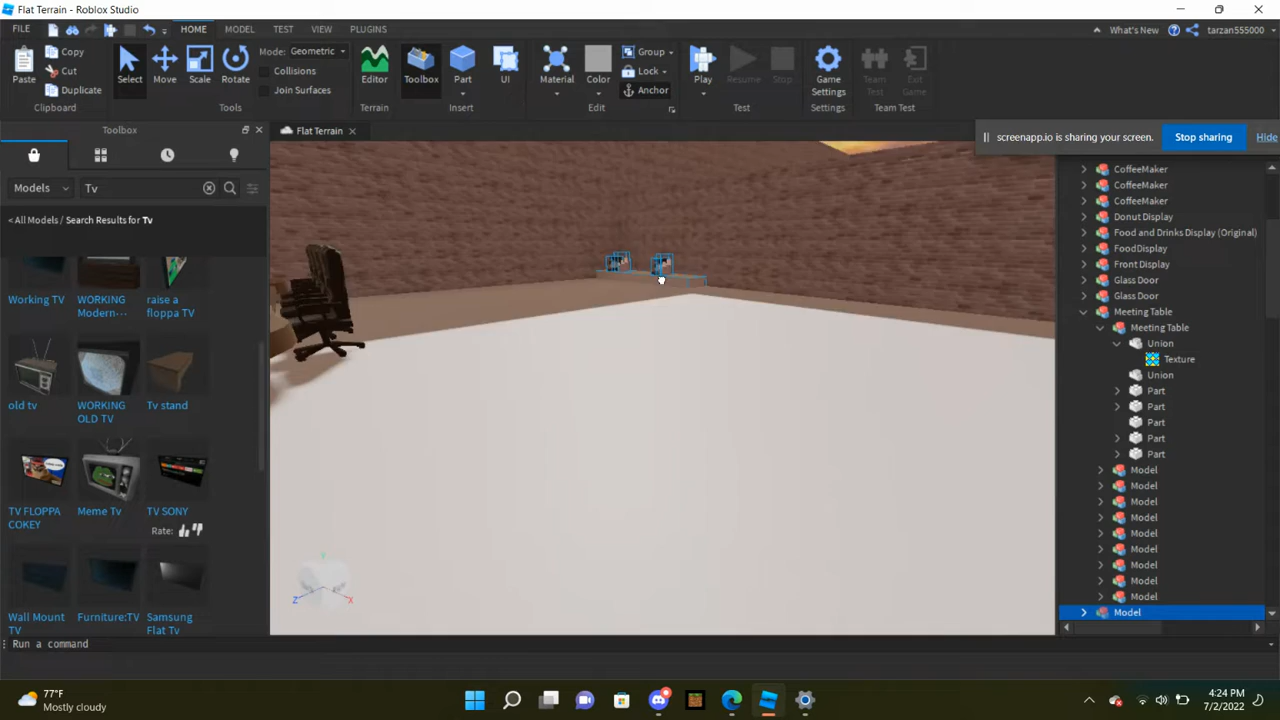 Flat Terrain - Roblox Studio
FILE HOME MODEL TEST VIEW PLUGINS What's New tarzan555000
Paste Copy Cut Duplicate Select Move Scale Rotate Mode: Geometric Collisions Join Surfaces Editor Toolbox Part UI Material Color Group Lock Anchor Play Resume Stop Game Settings Team Test Exit Game
Clipboard Tools Terrain Insert Edit Test Settings Team Test
Toolbox
Flat Terrain
screenapp.io is sharing your screen. Stop sharing Hide
Models Tv
< All Models / Search Results for Tv
Working TV
WORKING Modern···
raise a floppa TV
old tv
WORKING OLD TV
Tv stand
TV FLOPPA COKEY
Meme Tv
TV SONY
Rate:
Wall Mount TV
Furniture:TV
Samsung Flat Tv
CoffeeMaker
CoffeeMaker
CoffeeMaker
Donut Display
Food and Drinks Display (Original)
FoodDisplay
Front Display
Glass Door
Glass Door
Meeting Table
Meeting Table
Union
Texture
Union
Part
Part
Part
Part
Part
Model
Model
Model
Model
Model
Model
Model
Model
Model
Model
Y
Z
X
Run a command
77°F
Mostly cloudy
4:24 PM
7/2/2022